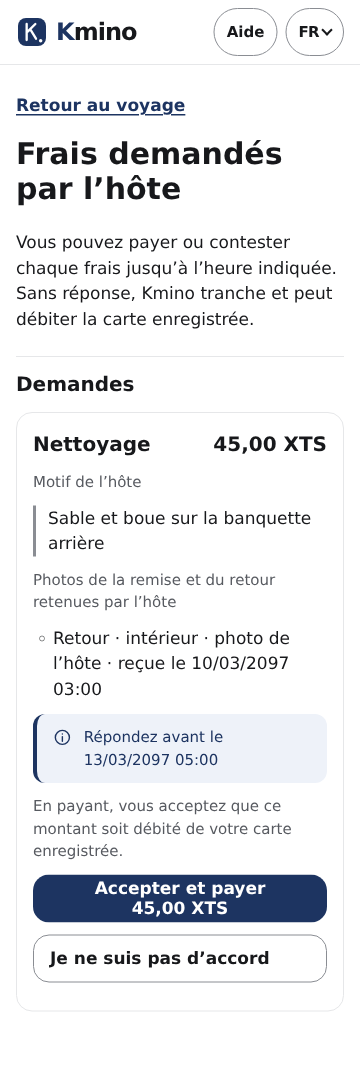 K. Kmino
Aide
FR
Retour au voyage
Frais demandés
par l’hôte
Vous pouvez payer ou contester
chaque frais jusqu’à l’heure indiquée.
Sans réponse, Kmino tranche et peut
débiter la carte enregistrée.
Demandes
Nettoyage 45,00 XTS
Motif de l’hôte
Sable et boue sur la banquette
arrière
Photos de la remise et du retour
retenues par l’hôte
Retour · intérieur · photo de
l’hôte · reçue le 10/03/2097
03:00
Répondez avant le
13/03/2097 05:00
En payant, vous acceptez que ce
montant soit débité de votre carte
enregistrée.
Accepter et payer
45,00 XTS
Je ne suis pas d’accord